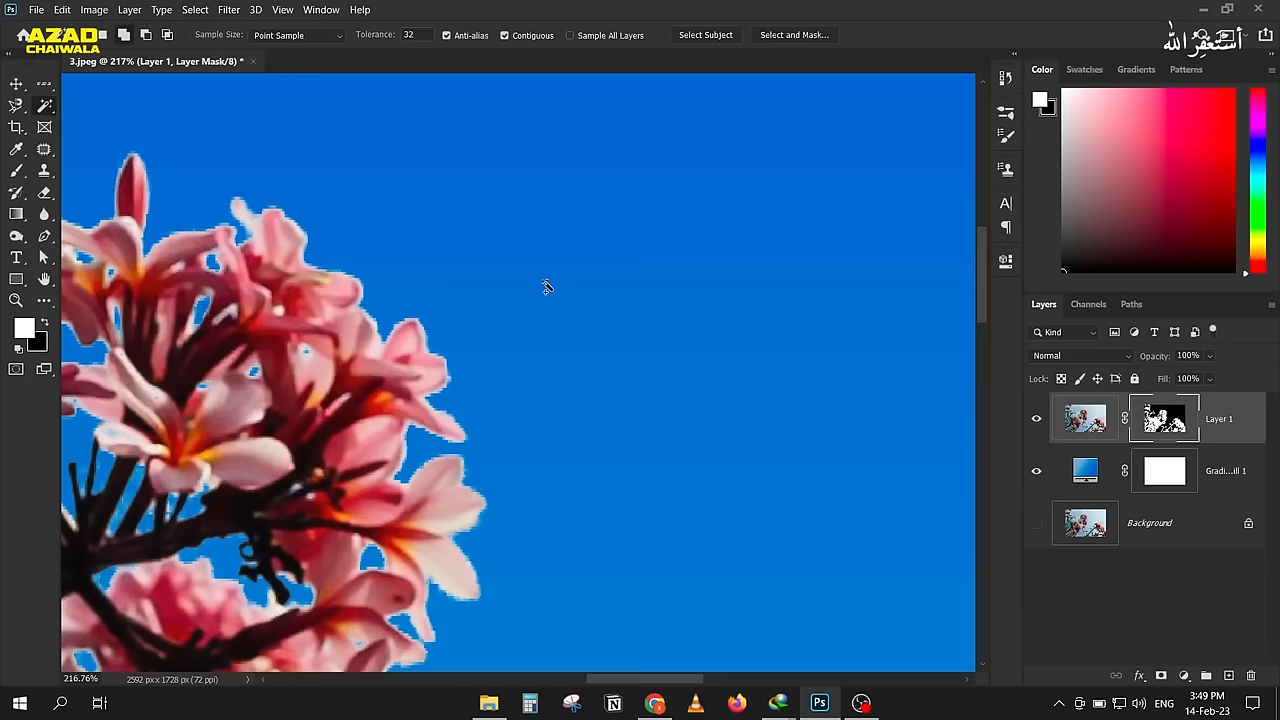 File Edit Image Layer Type Select Filter 3D View Window Help
AZAD
CHAIWALA
Sample Size: Point Sample Tolerance: 32 Anti-alias Contiguous Sample All Layers Select Subject Select and Mask...
أستغفر الله
3.jpeg @ 217% (Layer 1, Layer Mask/8) *
Color Swatches Gradients Patterns
Layers Channels Paths
Kind
Normal Opacity: 100%
Lock: Fill: 100%
Layer 1
Gradi...ill 1
Background
216.76% 2592 px x 1728 px (72 ppi)
3:49 PM
ENG
14-Feb-23